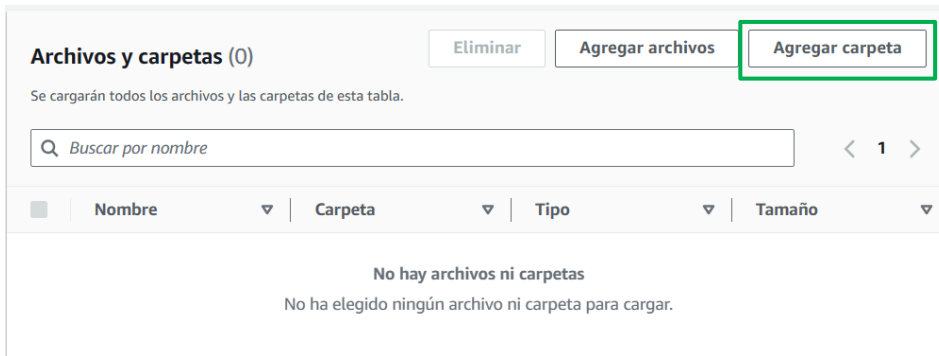 Archivos y carpetas (0)
Eliminar
Agregar archivos
Agregar carpeta
Se cargarán todos los archivos y las carpetas de esta tabla.
Buscar por nombre
1
Nombre
Carpeta
Tipo
Tamaño
No hay archivos ni carpetas
No ha elegido ningún archivo ni carpeta para cargar.